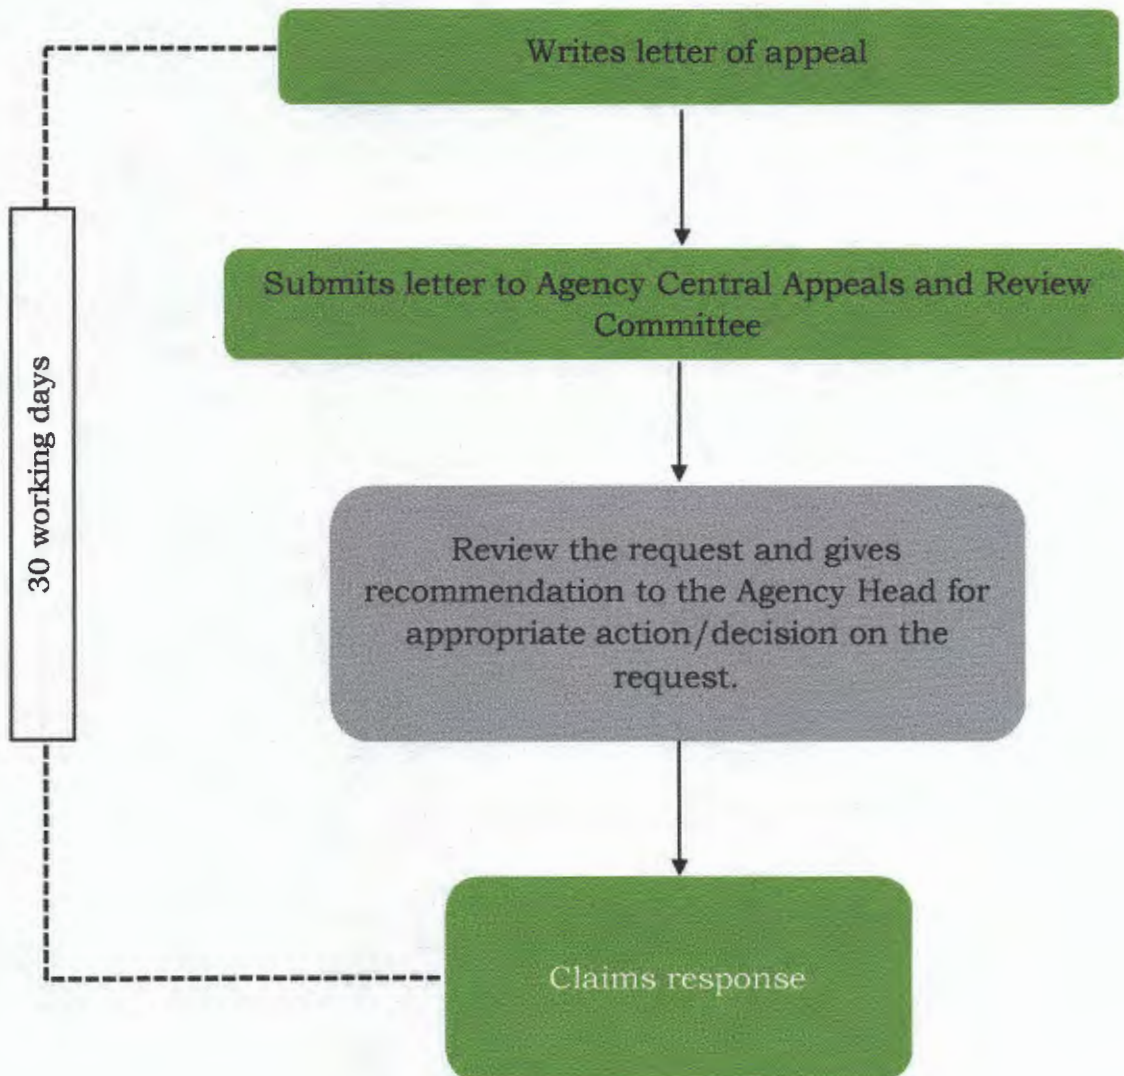 Writes letter of appeal
Submits letter to Agency Central Appeals and Review
Committee
30 working days
Review the request and gives
recommendation to the Agency Head for
appropriate action/decision on the
request.
Claims response